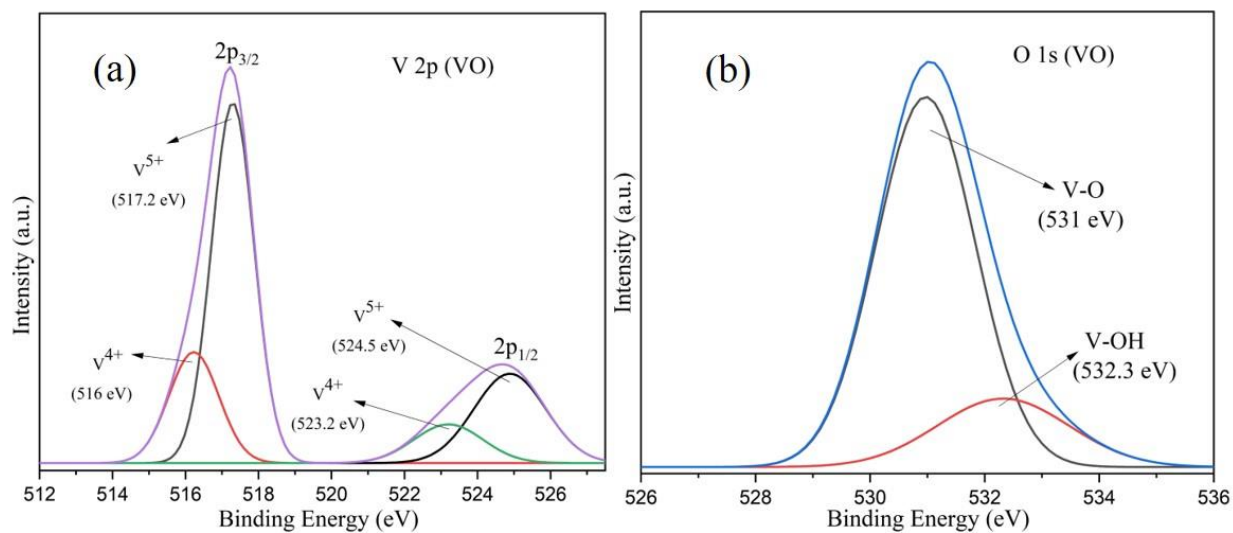 (a)
2p3/2
V 2p (VO)
V5+
(517.2 eV)
V4+
(516 eV)
V5+
(524.5 eV)
2p1/2
V4+
(523.2 eV)
Intensity (a.u.)
512 514 516 518 520 522 524 526
Binding Energy (eV)
(b)
O 1s (VO)
V-O
(531 eV)
V-OH
(532.3 eV)
Intensity (a.u.)
526 528 530 532 534 536
Binding Energy (eV)